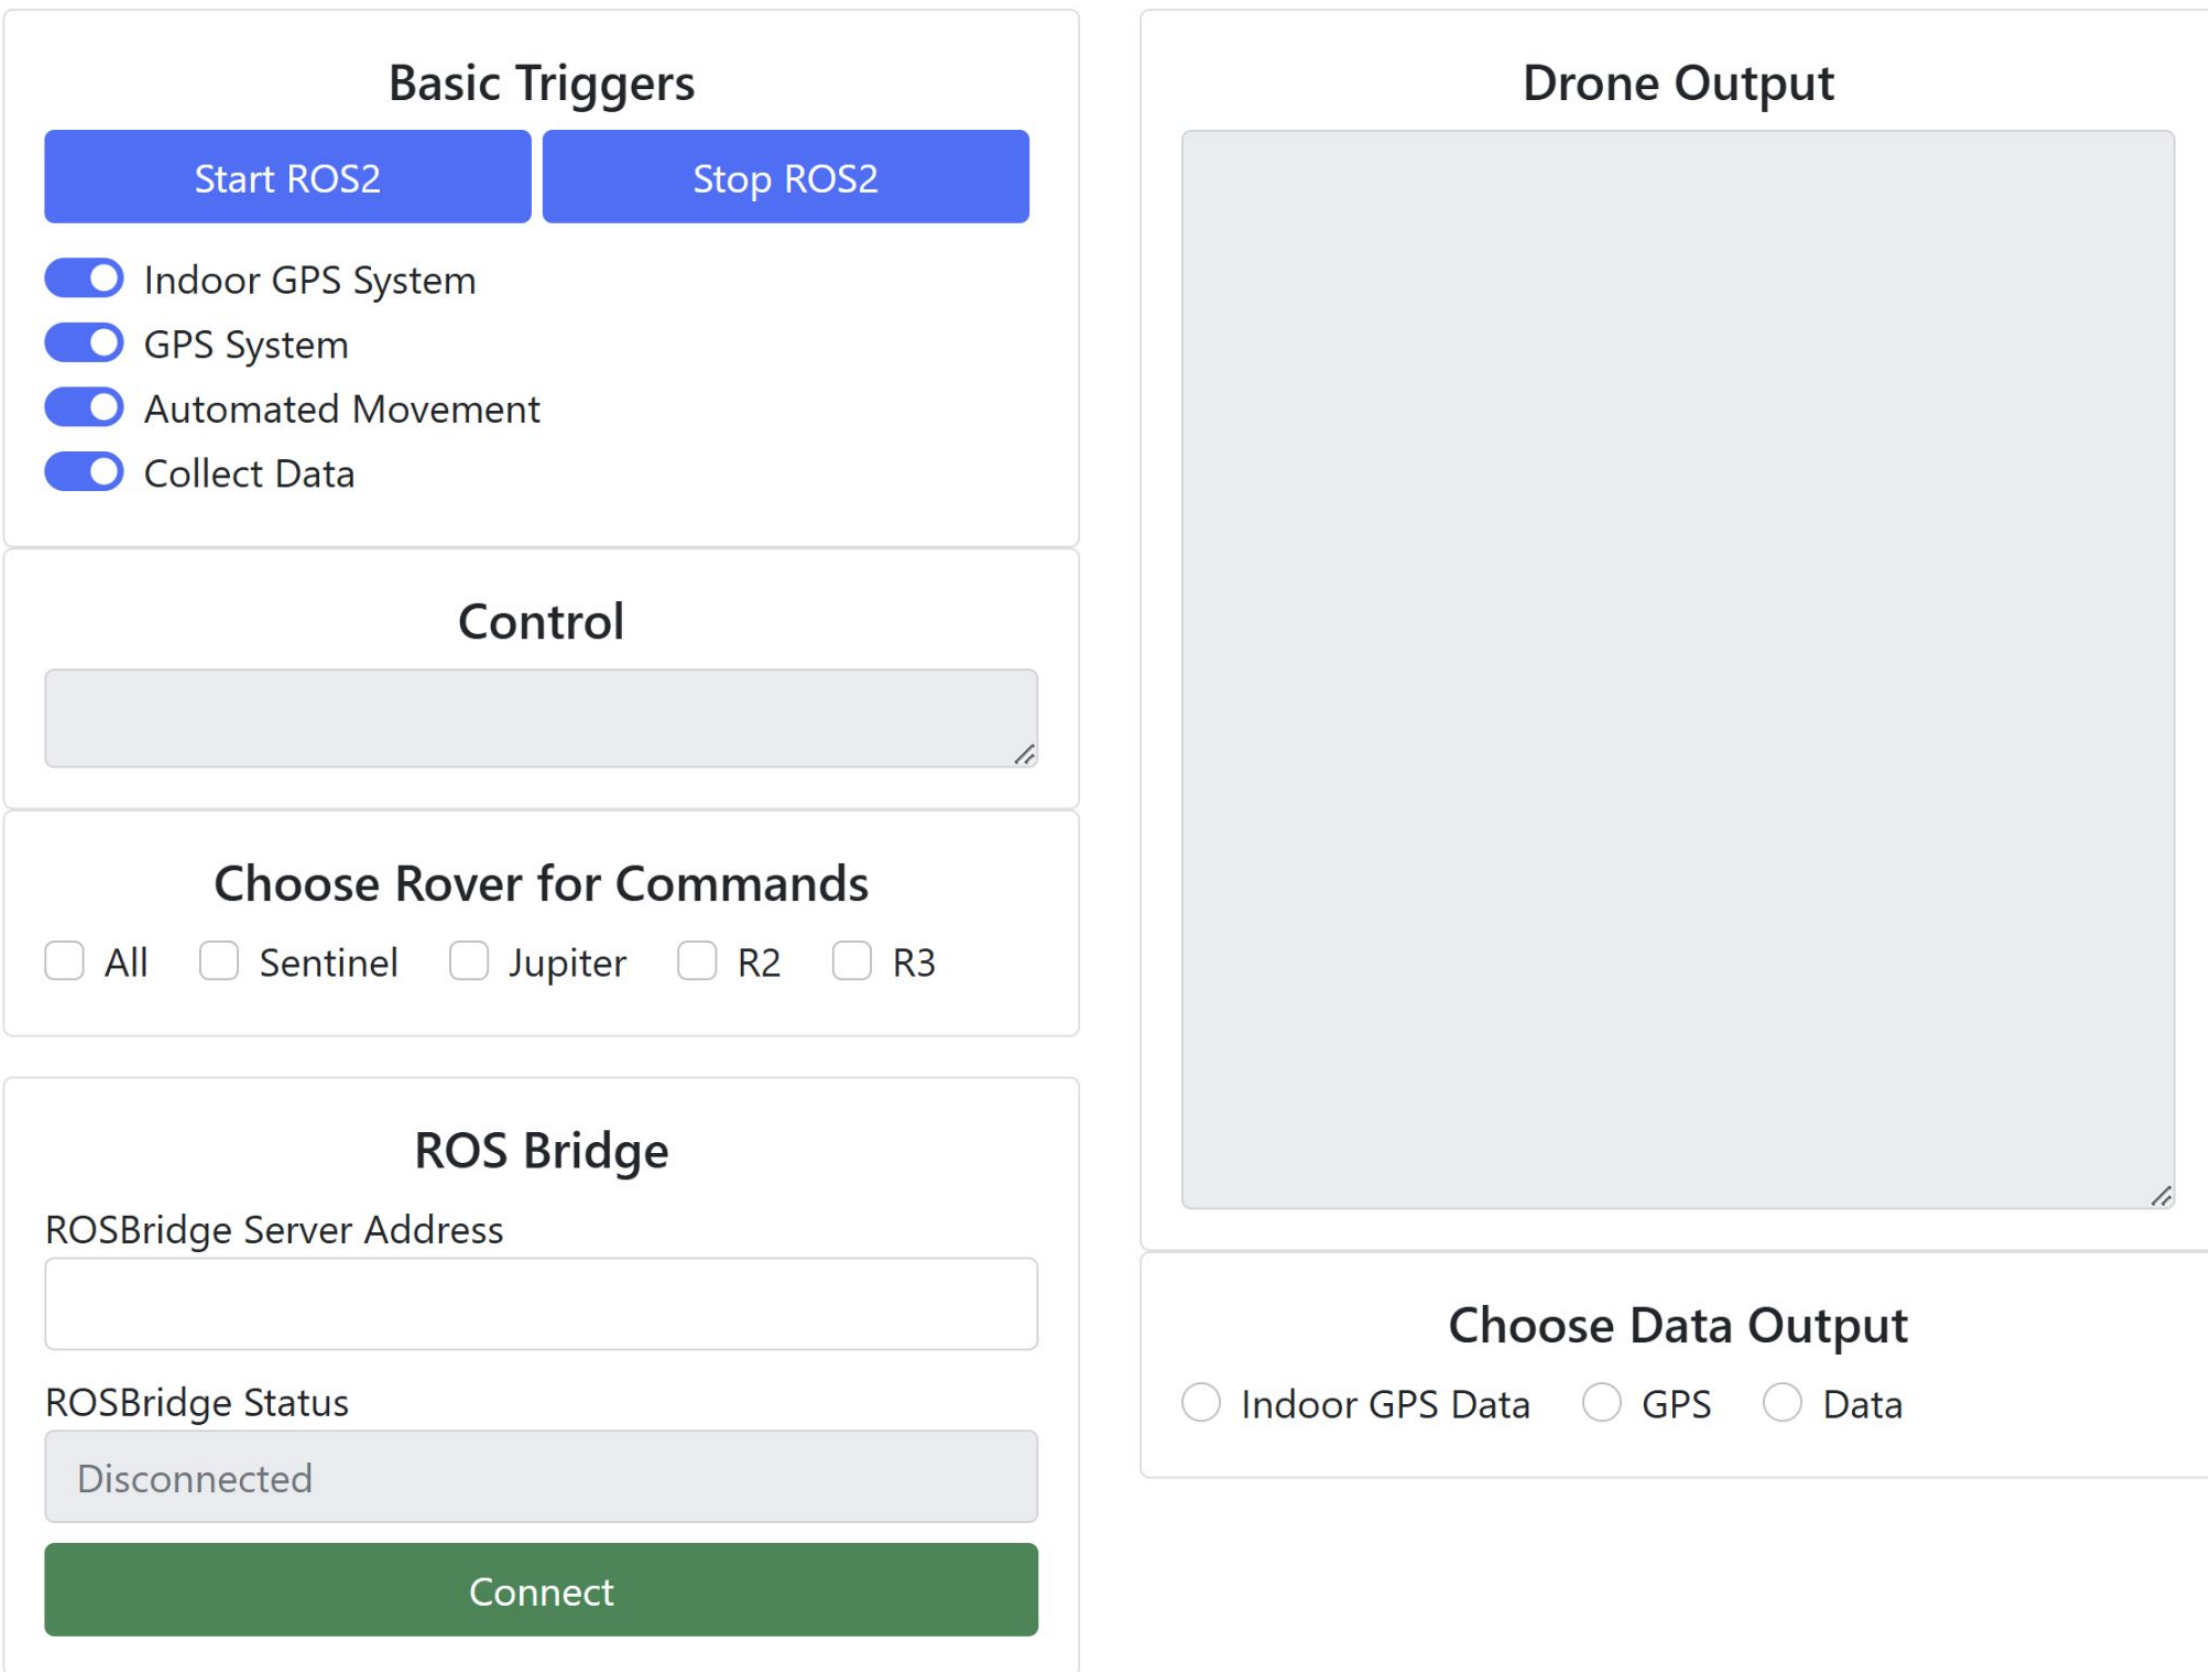 Basic Triggers
Start ROS2 Stop ROS2
Indoor GPS System
GPS System
Automated Movement
Collect Data
Control
Choose Rover for Commands
All Sentinel Jupiter R2 R3
ROS Bridge
ROSBridge Server Address
ROSBridge Status
Disconnected
Connect
Drone Output
Choose Data Output
Indoor GPS Data GPS Data